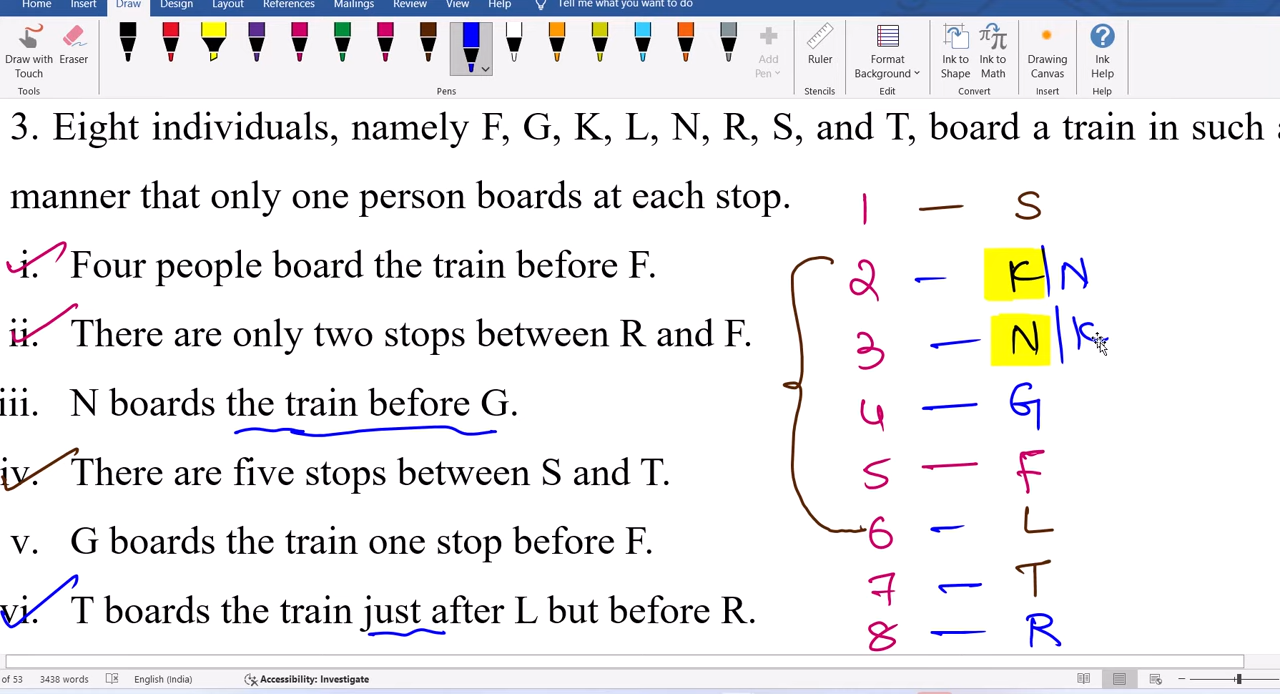 Home Insert Draw Design Layout References Mailings Review View Help Tell me what you want to do
Draw with Touch
Eraser
Add Pen
Ruler
Format Background
Ink to Shape
Ink to Math
Drawing Canvas
Ink Help
Tools Pens Stencils Edit Convert Insert Help
3. Eight individuals, namely F, G, K, L, N, R, S, and T, board a train in such a
manner that only one person boards at each stop.
i. Four people board the train before F.
ii. There are only two stops between R and F.
iii. N boards the train before G.
iv. There are five stops between S and T.
v. G boards the train one stop before F.
vi. T boards the train just after L but before R.
1 — S
2 - K|N
3 — N|K
4 — G
5 — F
6 - L
7 — T
8 — R
of 53 3438 words English (India) Accessibility: Investigate